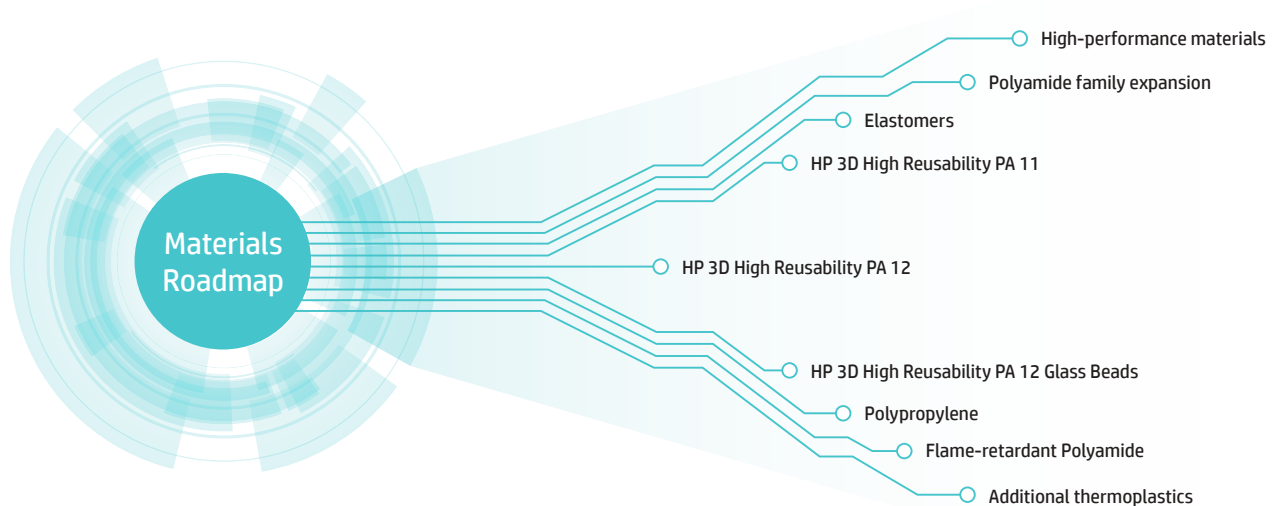 Materials
Roadmap
High-performance materials
Polyamide family expansion
Elastomers
HP 3D High Reusability PA 11
HP 3D High Reusability PA 12
HP 3D High Reusability PA 12 Glass Beads
Polypropylene
Flame-retardant Polyamide
Additional thermoplastics